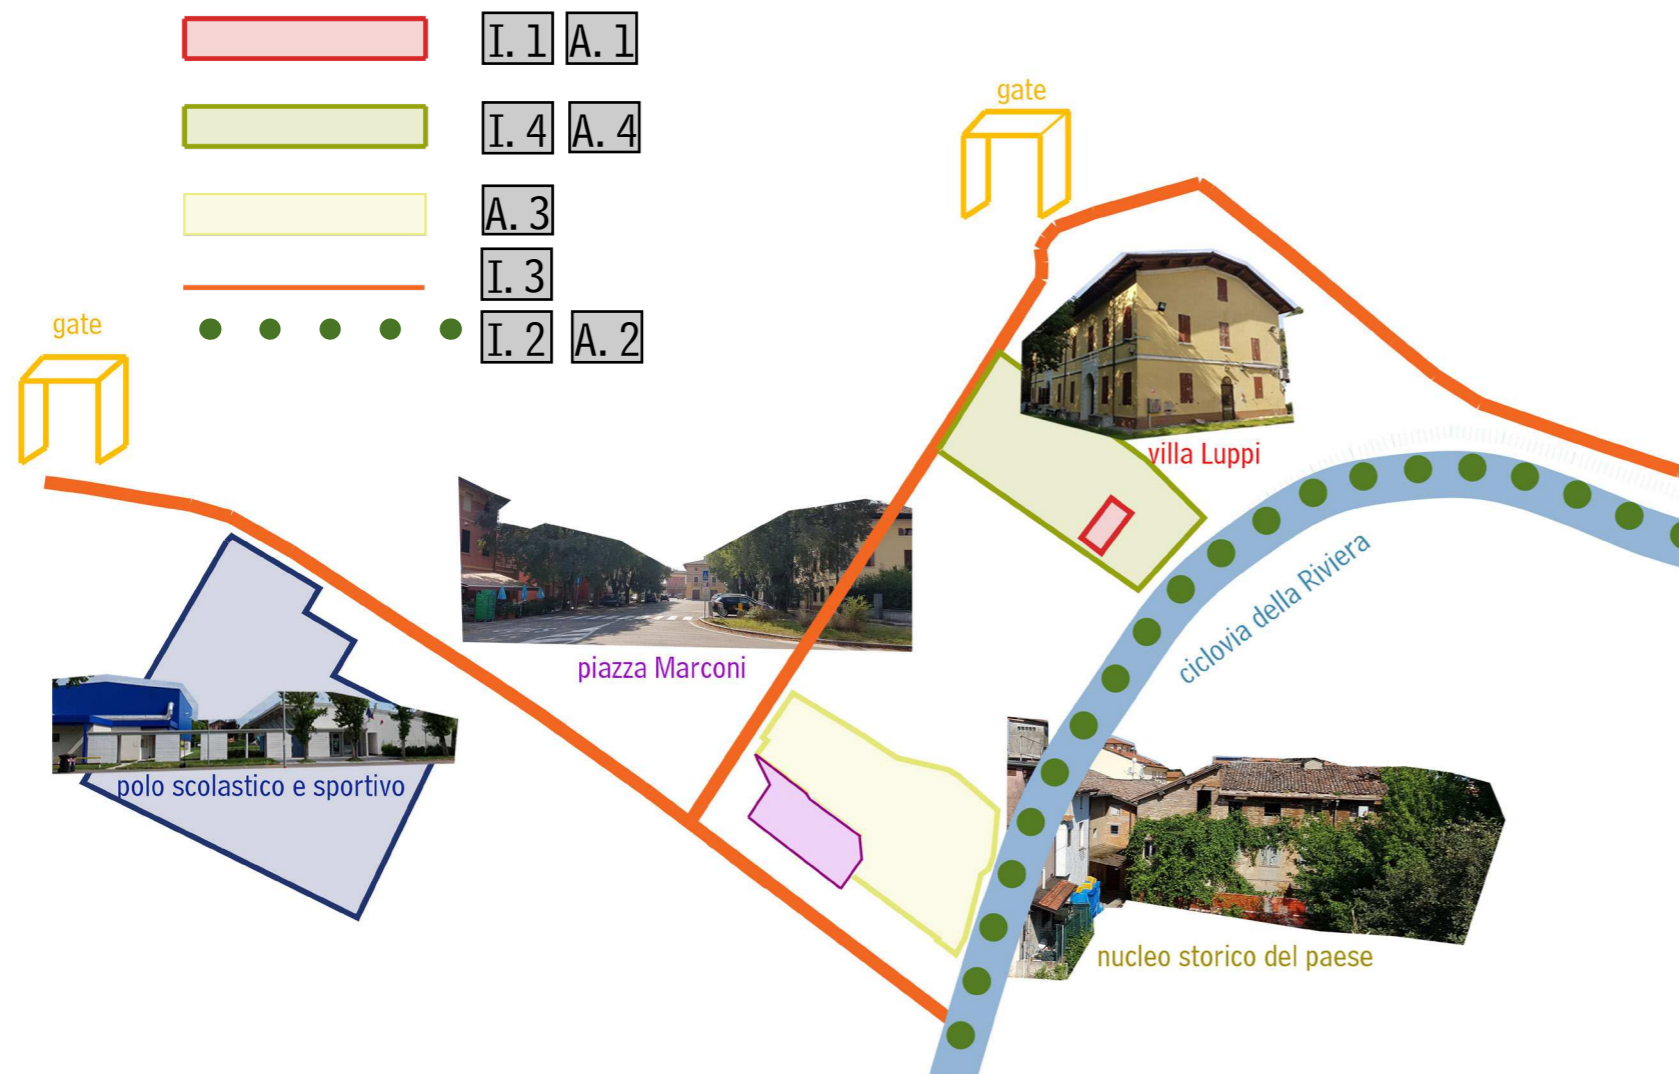 I.1 A.1
I.4 A.4
A.3
I.3
I.2 A.2
gate
gate
villa Luppi
piazza Marconi
ciclovia della Riviera
polo scolastico e sportivo
nucleo storico del paese